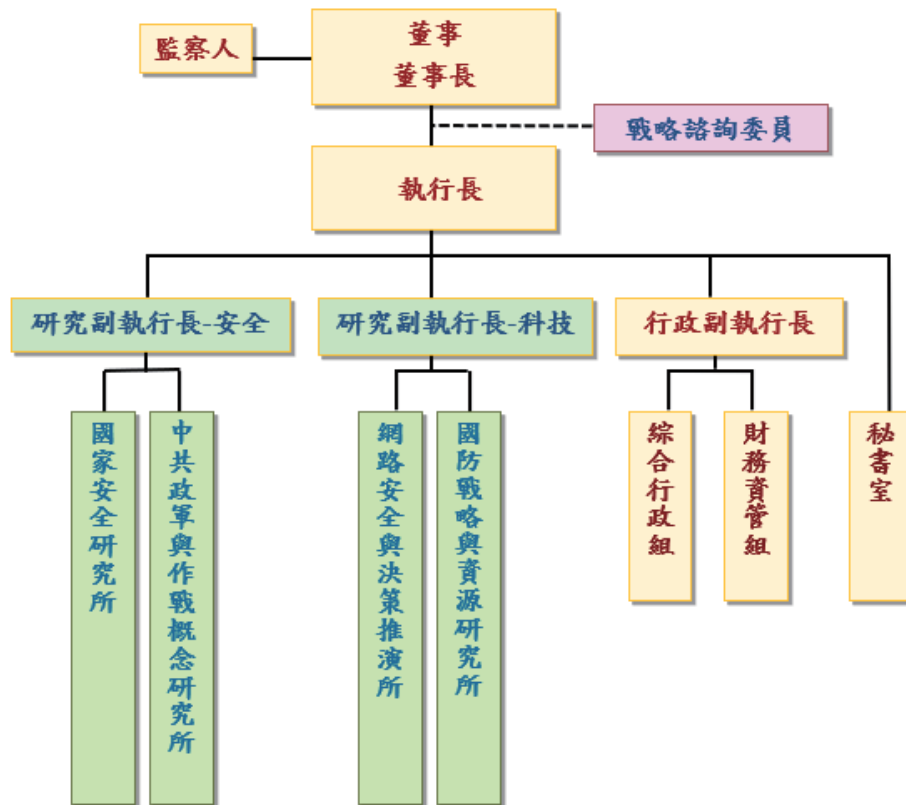 監察人
董事
董事長
戰略諮詢委員
執行長
研究副執行長-安全
研究副執行長-科技
行政副執行長
國家安全研究所
中共政軍與作戰概念研究所
網路安全與決策推演所
國防戰略與資源研究所
綜合行政組
財務資管組
秘書室